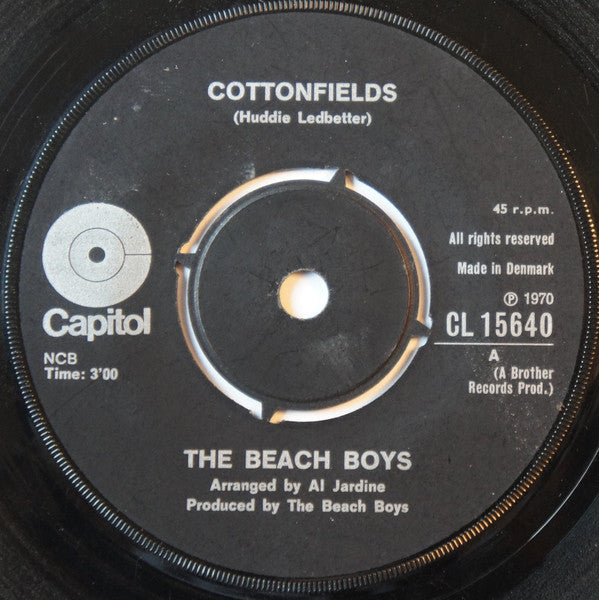 COTTONFIELDS
(Huddie Ledbetter)
45 r.p.m.
All rights reserved
Made in Denmark
℗ 1970
CL 15640
A
(A Brother
Records Prod.)
Capitol
NCB
Time: 3'00
THE BEACH BOYS
Arranged by Al Jardine
Produced by The Beach Boys